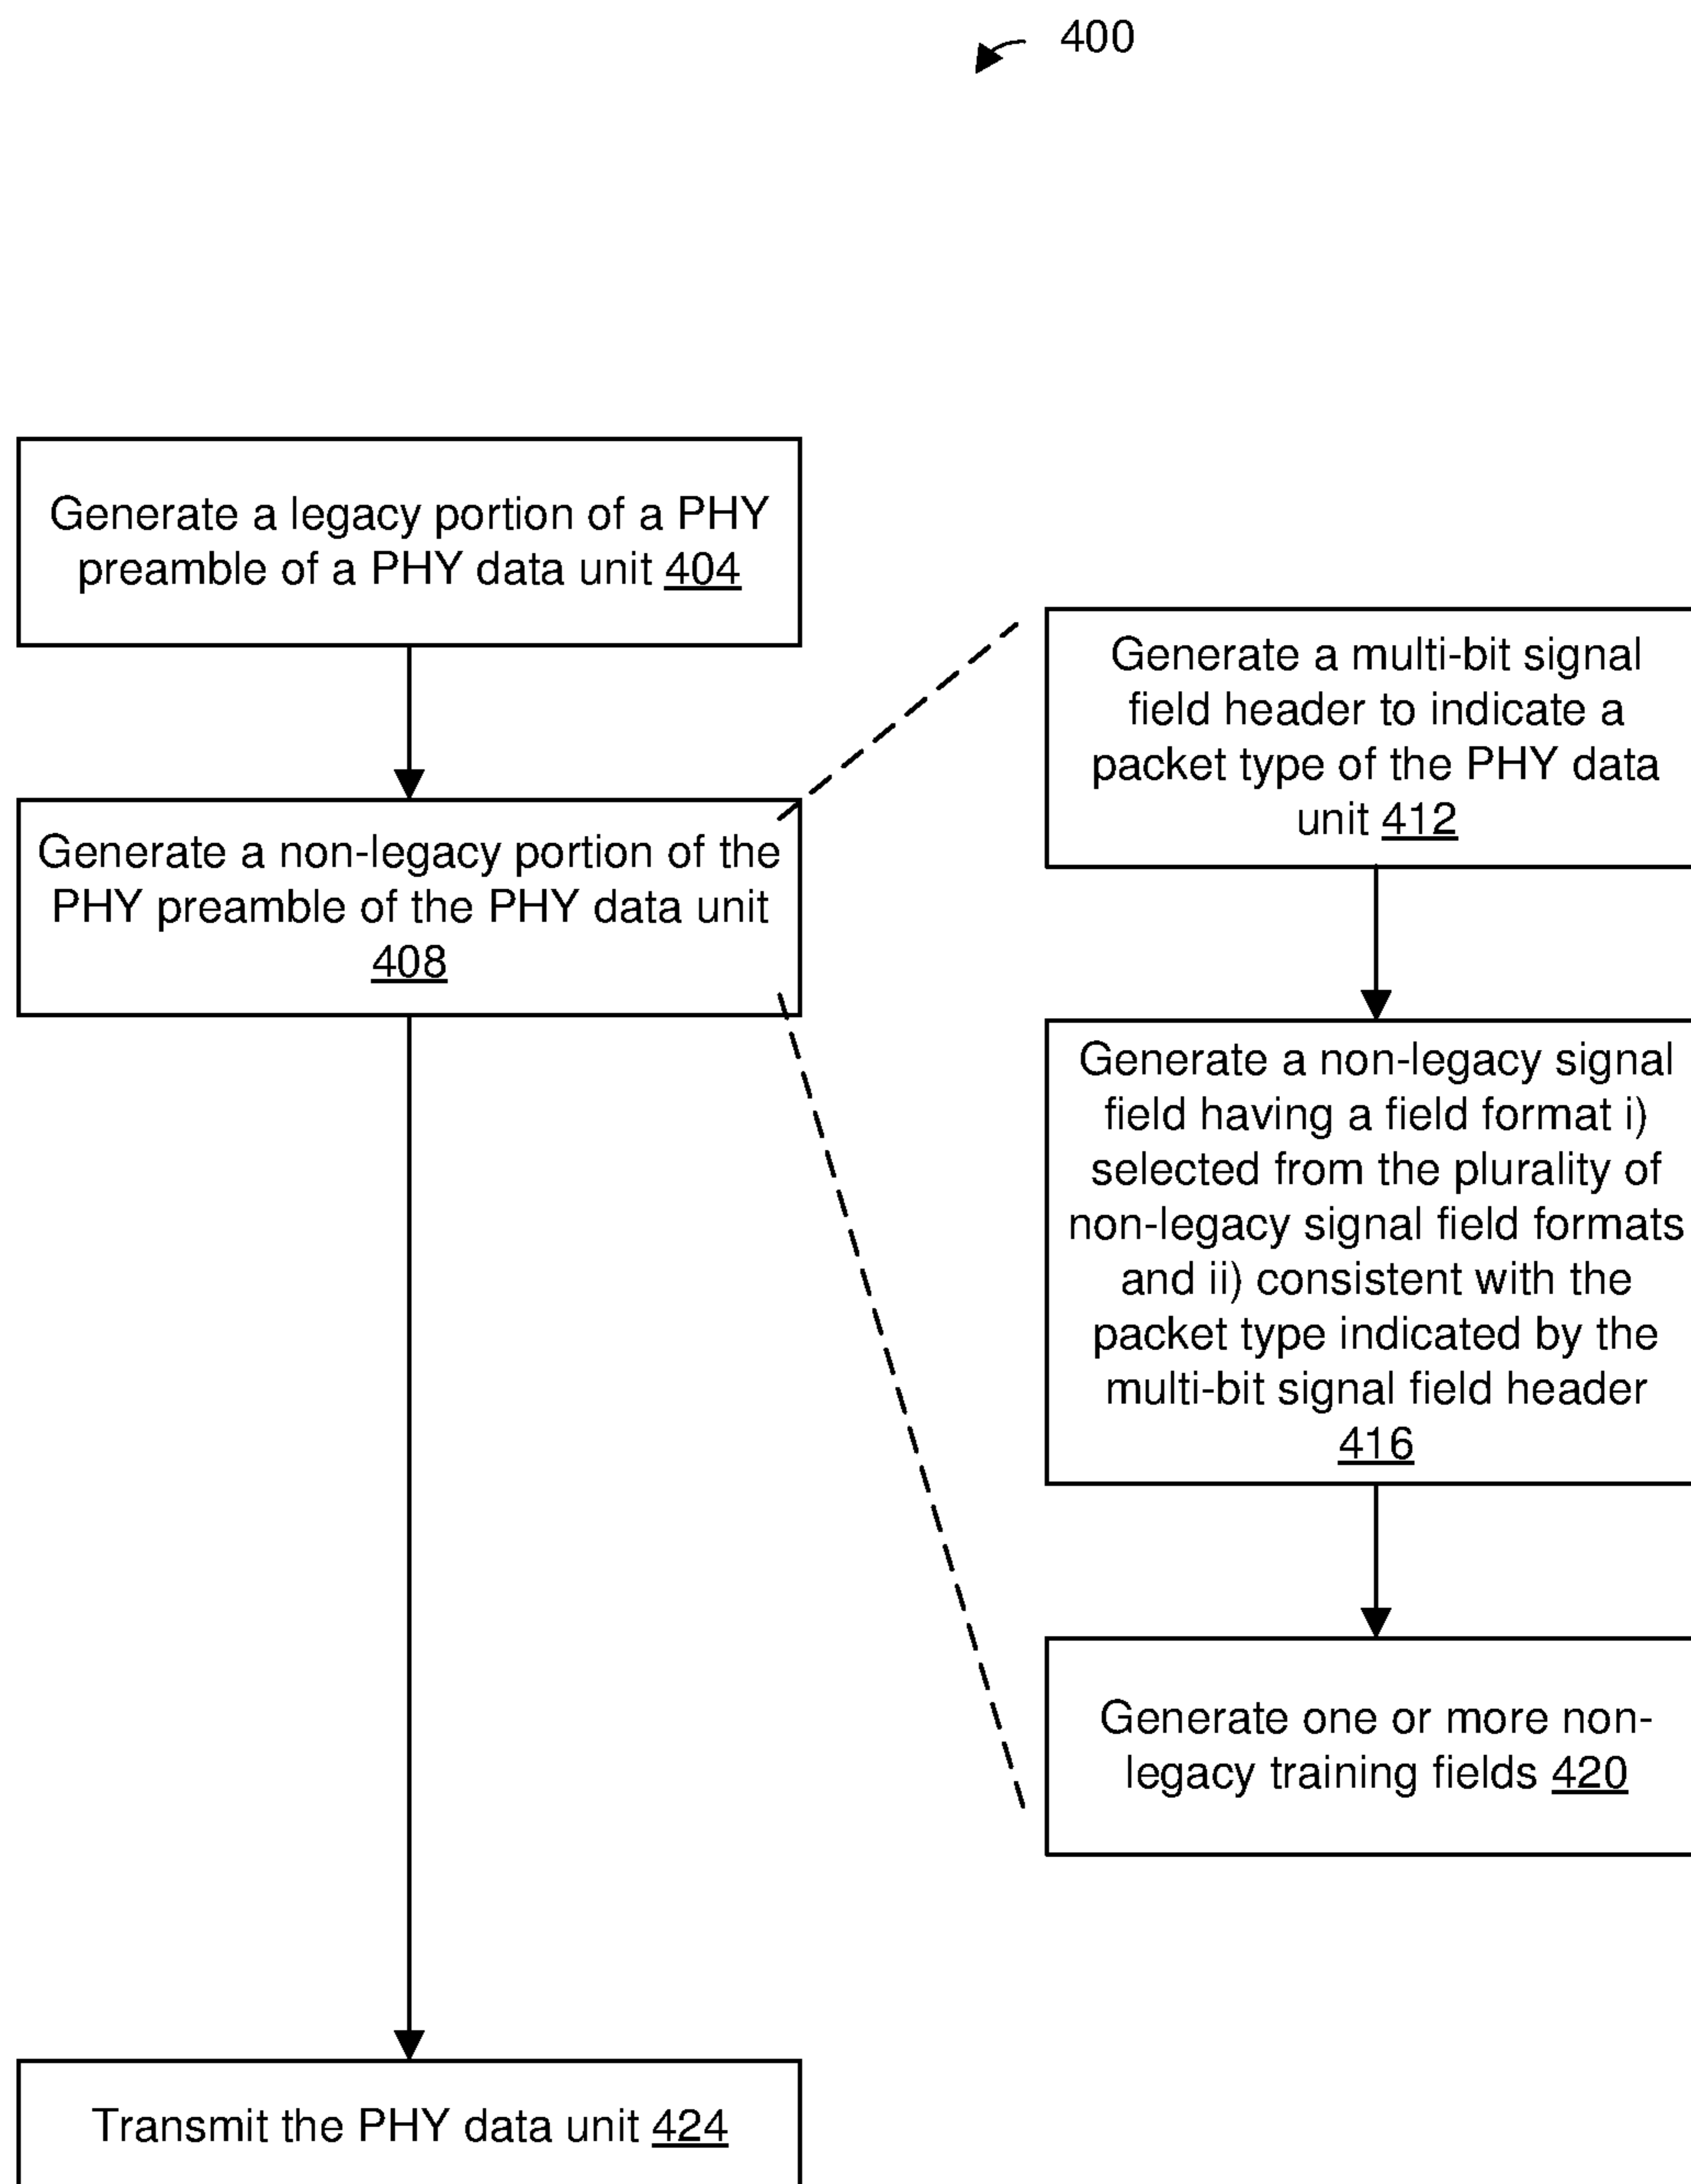 400
Generate a legacy portion of a PHY
preamble of a PHY data unit 404
Generate a non-legacy portion of the
PHY preamble of the PHY data unit
408
Generate a multi-bit signal
field header to indicate a
packet type of the PHY data
unit 412
Generate a non-legacy signal
field having a field format i)
selected from the plurality of
non-legacy signal field formats
and ii) consistent with the
packet type indicated by the
multi-bit signal field header
416
Generate one or more non-
legacy training fields 420
Transmit the PHY data unit 424